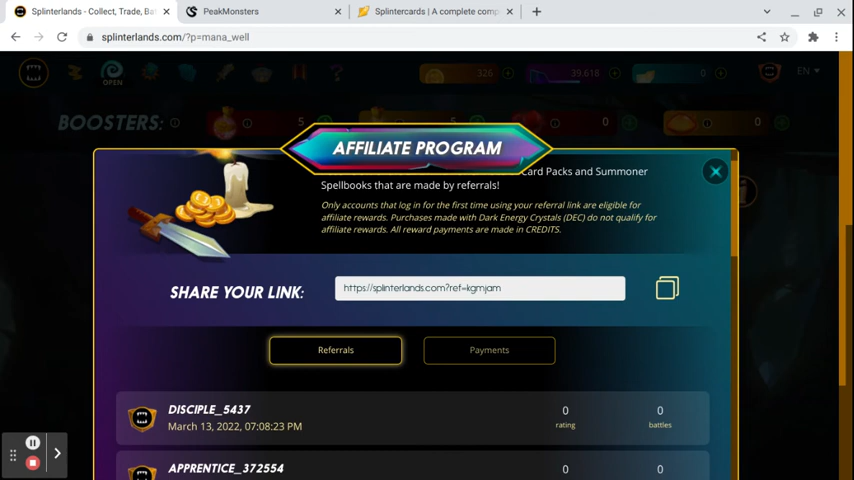 Splinterlands - Collect, Trade, Ba
PeakMonsters
Splintercards | A complete comp
splinterlands.com/?p=mana_well
OPEN
326
39.618
0
EN
BOOSTERS:
5
5
0
0
AFFILIATE PROGRAM
Card Packs and Summoner
Spellbooks that are made by referrals!
Only accounts that log in for the first time using your referral link are eligible for
affiliate rewards. Purchases made with Dark Energy Crystals (DEC) do not qualify for
affiliate rewards. All reward payments are made in CREDITS.
SHARE YOUR LINK:
https://splinterlands.com?ref=kgmjam
Referrals
Payments
DISCIPLE_5437
March 13, 2022, 07:08:23 PM
0
rating
0
battles
APPRENTICE_372554
0
0